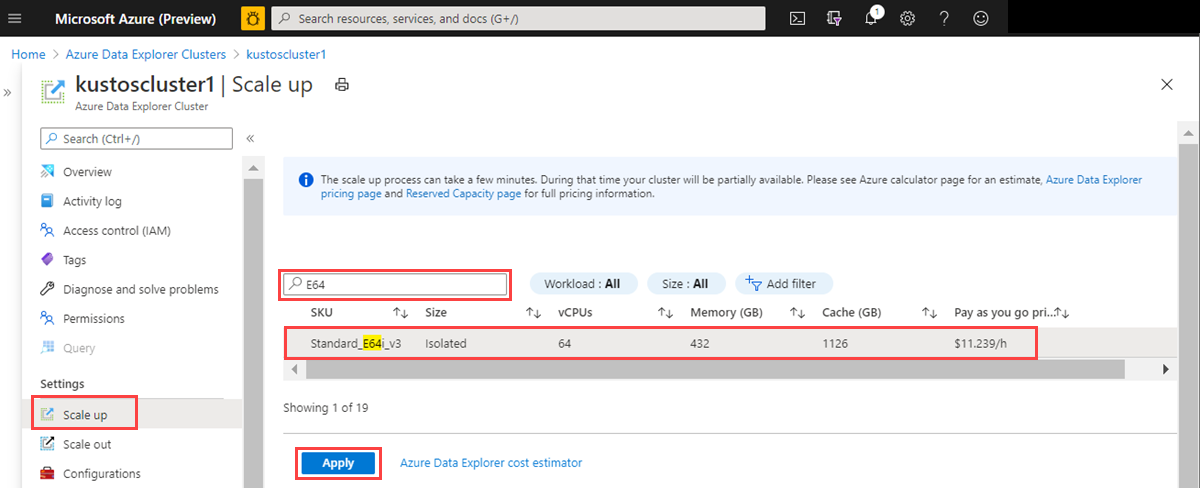 Microsoft Azure (Preview)
Search resources, services, and docs (G+/)
1
Home > Azure Data Explorer Clusters > kustoscluster1
kustoscluster1 | Scale up
Azure Data Explorer Cluster
Search (Ctrl+/)
Overview
Activity log
Access control (IAM)
Tags
Diagnose and solve problems
Permissions
Query
Settings
Scale up
Scale out
Configurations
The scale up process can take a few minutes. During that time your cluster will be partially available. Please see Azure calculator page for an estimate, Azure Data Explorer
pricing page and Reserved Capacity page for full pricing information.
E64
Workload : All
Size : All
Add filter
SKU Size vCPUs Memory (GB) Cache (GB) Pay as you go pri...
Standard_E64i_v3 Isolated 64 432 1126 $11.239/h
Showing 1 of 19
Apply
Azure Data Explorer cost estimator